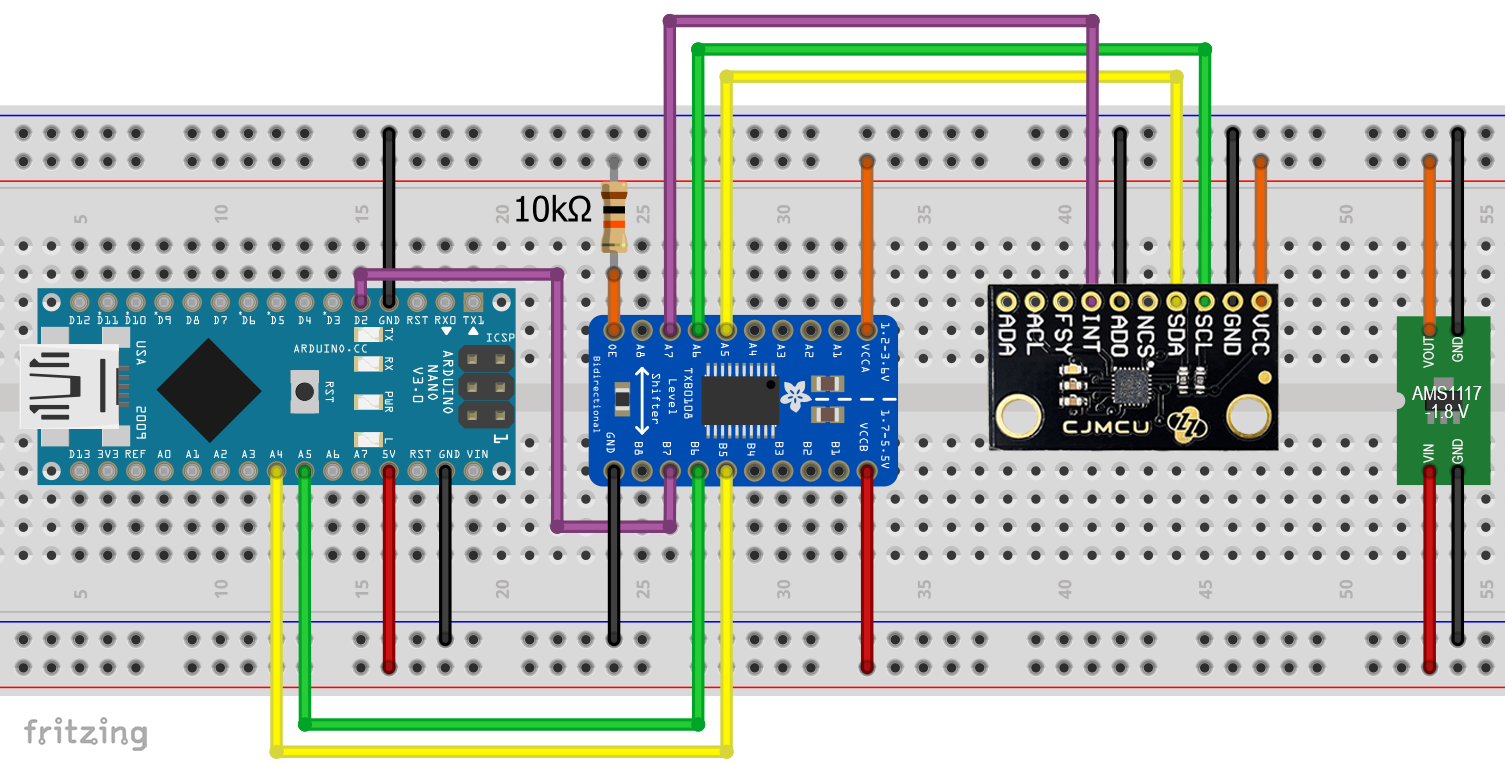 5 10 15 20 25 30 35 40 45 50 55
10kΩ
D12 D11 D10 D9 D8 D7 D6 D5 D4 D3 D2 GND RST RX0 TX1
USA
2009
ARDUINO.CC
TX
RX
PWR
L
RST
ICSP
ARDUINO
NANO
V3.0
1
D13 3V3 REF A0 A1 A2 A3 A4 A5 A6 A7 5V RST GND VIN
OE A8 A7 A6 A5 A4 A3 A2 A1 VCCA
1.2-3.6V
Bidirectional
TXB0108
Level
Shifter
1.7-5.5V
GND B8 B7 B6 B5 B4 B3 B2 B1 VCCB
ADA ACL FSY INT ADO NCS SDA SCL GND VCC
CJMCU
VOUT GND
AMS1117
-1.8 V
VIN GND
5 10 15 20 25 30 35 40 45 50 55
fritzing